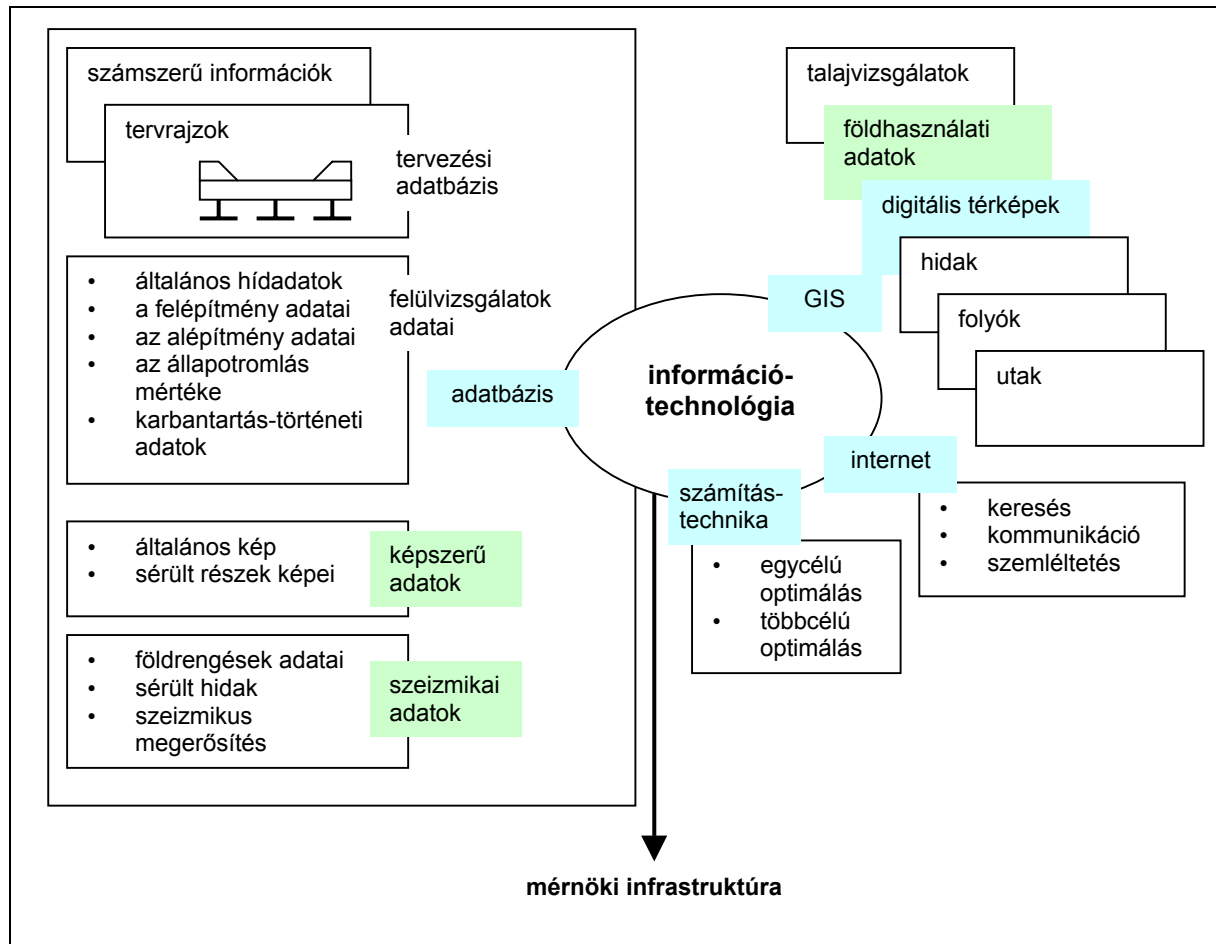 számszerű információk
tervrajzok
tervezési
adatbázis
• általános hídadatok
• a felépítmény adatai
• az alépítmény adatai
• az állapotromlás
mértéke
• karbantartás-történeti
adatok
felülvizsgálatok
adatai
adatbázis
• általános kép
• sérült részek képei
képszerű
adatok
• földrengések adatai
• sérült hidak
• szeizmikus
megerősítés
szeizmikai
adatok
információ-
technológia
talajvizsgálatok
földhasználati
adatok
digitális térképek
hidak
folyók
utak
GIS
internet
• keresés
• kommunikáció
• szemléltetés
számítás-
technika
• egycélú
optimálás
• többcélú
optimálás
mérnöki infrastruktúra